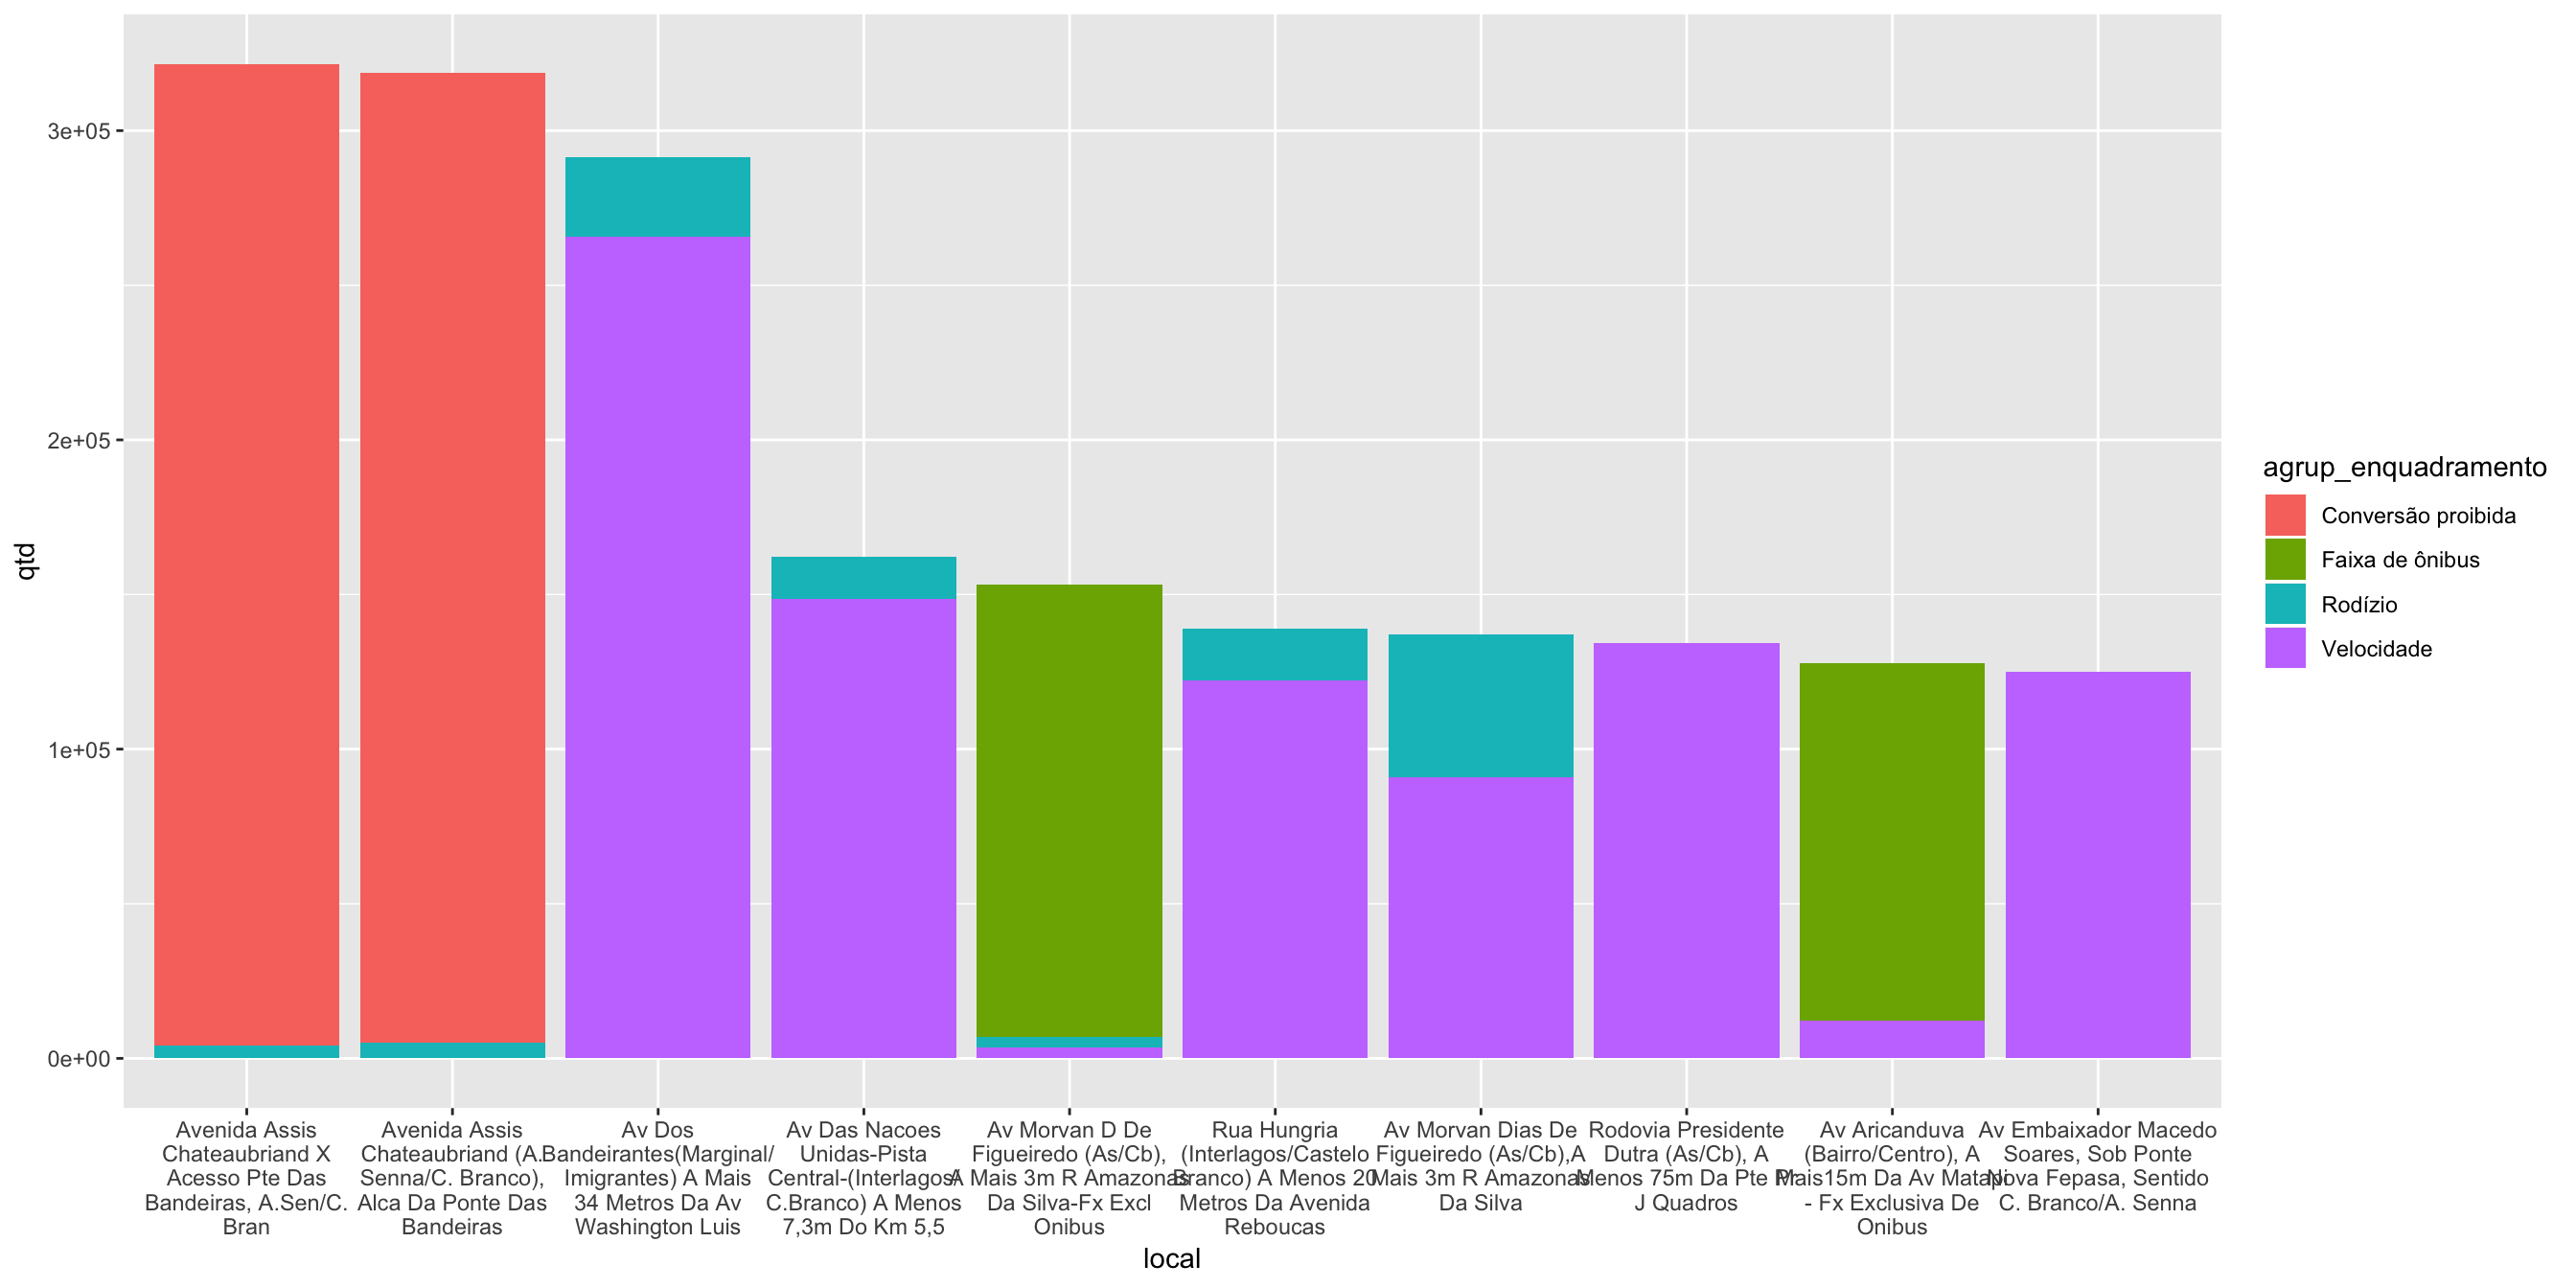 3e+05
2e+05
1e+05
0e+00
qtd
Avenida Assis
Chateaubriand X
Acesso Pte Das
Bandeiras, A.Sen/C.
Bran
Avenida Assis
Chateaubriand (A.
Senna/C. Branco),
Alca Da Ponte Das
Bandeiras
Av Dos
Bandeirantes(Marginal/
Imigrantes) A Mais
34 Metros Da Av
Washington Luis
Av Das Nacoes
Unidas-Pista
Central-(Interlagos/
C.Branco) A Menos
7,3m Do Km 5,5
Av Morvan D De
Figueiredo (As/Cb),
A Mais 3m R Amazonas
Da Silva-Fx Excl
Onibus
Rua Hungria
(Interlagos/Castelo
Branco) A Menos 20
Metros Da Avenida
Reboucas
Av Morvan Dias De
Figueiredo (As/Cb),A
Mais 3m R Amazonas
Da Silva
Rodovia Presidente
Dutra (As/Cb), A
Menos 75m Da Pte Pr
J Quadros
Av Aricanduva
(Bairro/Centro), A
Mais15m Da Av Matapi
- Fx Exclusiva De
Onibus
Av Embaixador Macedo
Soares, Sob Ponte
Nova Fepasa, Sentido
C. Branco/A. Senna
local
agrup_enquadramento
Conversão proibida
Faixa de ônibus
Rodízio
Velocidade